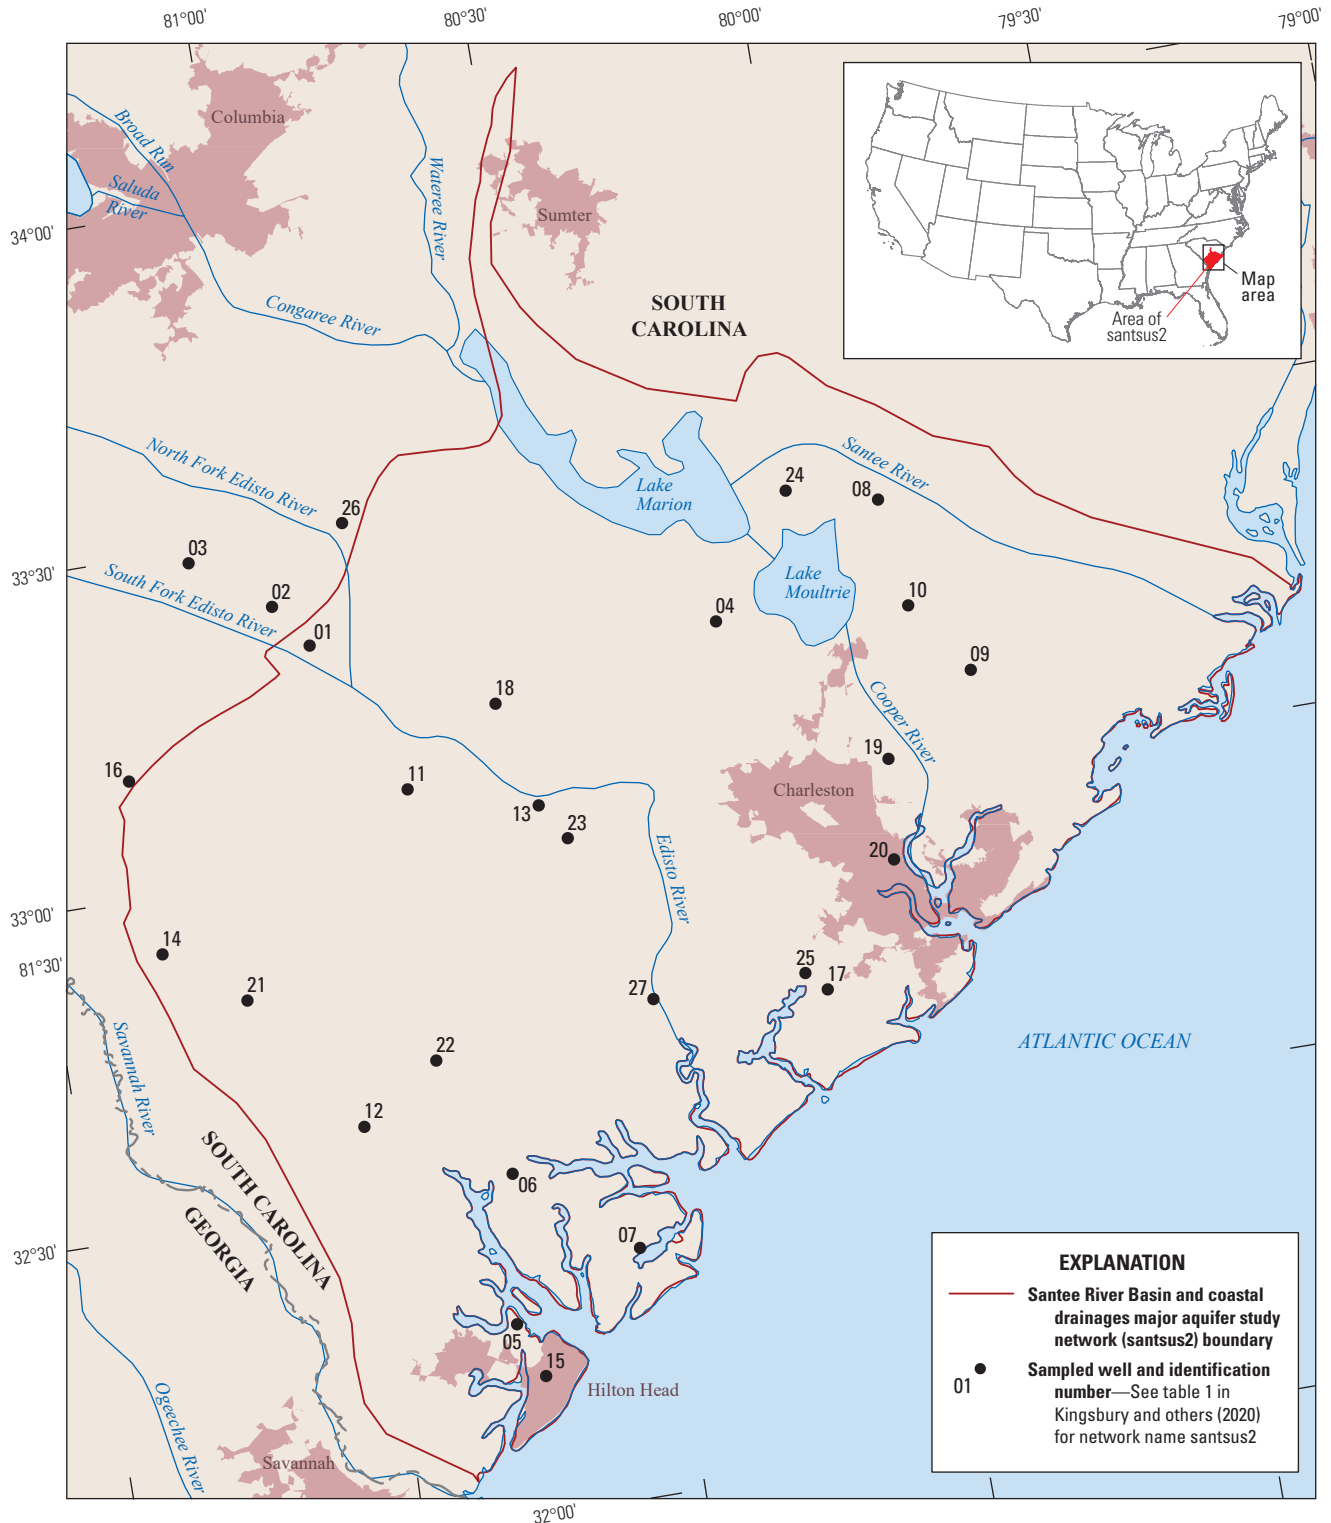 81°00'
80°30'
80°00'
79°30'
79°00'
Columbia
Broad Run
Saluda
River
Wateree River
Sumter
34°00'
Congaree River
SOUTH
CAROLINA
Map
area
Area of
santsus2
North Fork Edisto River
Santee River
Lake
Marion
24
08
26
03
33°30'
South Fork Edisto River
02
Lake
Moultrie
10
04
01
09
18
Cooper River
19
16
11
Charleston
13
23
20
Edisto River
33°00'
14
81°30'
25
17
21
27
Savannah River
ATLANTIC OCEAN
22
12
SOUTH CAROLINA
GEORGIA
06
07
32°30'
05
15
Hilton Head
Ogeechee River
Savannah
32°00'
EXPLANATION
Santee River Basin and coastal
drainages major aquifer study
network (santsus2) boundary
01
Sampled well and identification
number—See table 1 in
Kingsbury and others (2020)
for network name santsus2